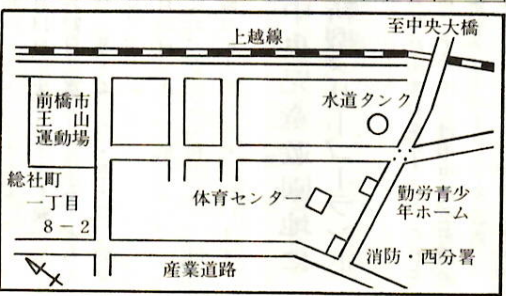 上越線
至中央大橋
前橋市
王山
運動場
水道タンク
総社町
一丁目
8-2
体育センター
勤労青少
年ホーム
消防・西分署
産業道路